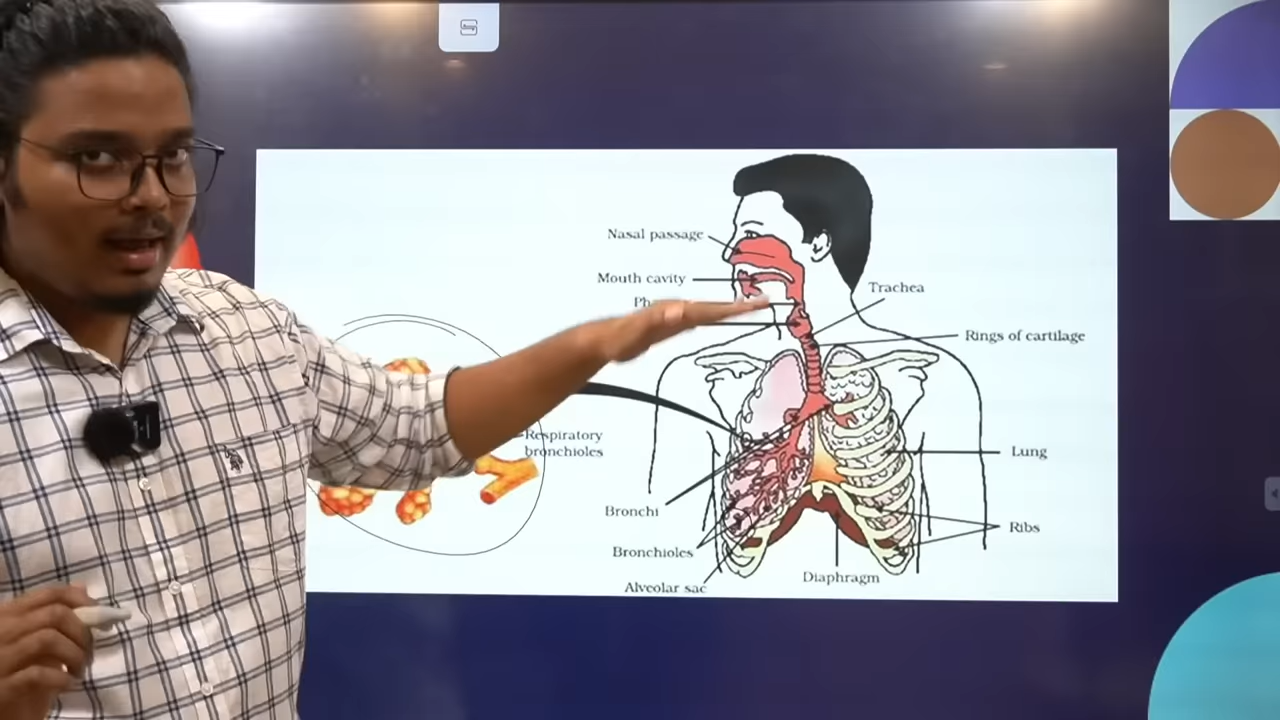 Nasal passage
Mouth cavity
Trachea
Rings of cartilage
Respiratory
bronchioles
Lung
Bronchi
Ribs
Bronchioles
Diaphragm
Alveolar sac